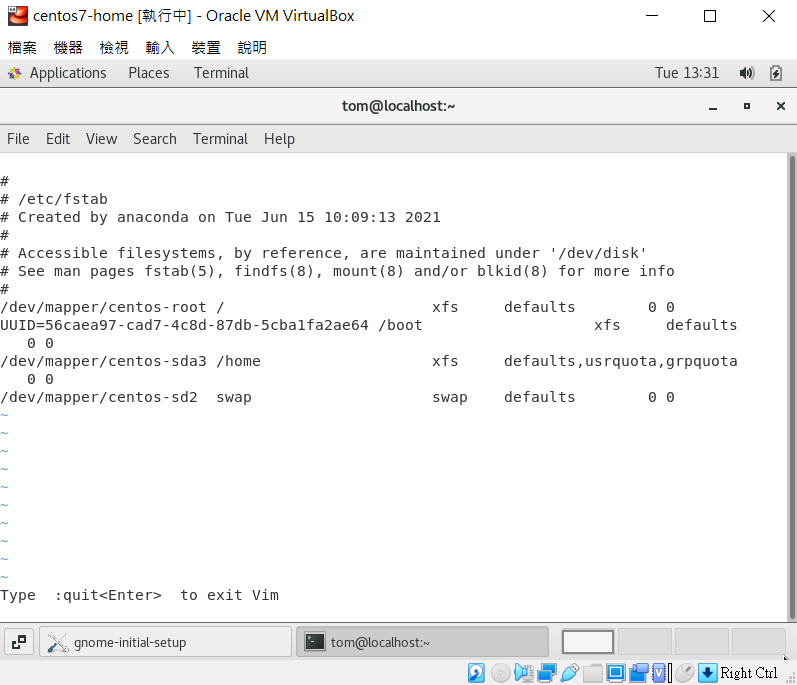 centos7-home [執行中] - Oracle VM VirtualBox
檔案 機器 檢視 輸入 裝置 說明
Applications Places Terminal Tue 13:31
tom@localhost:~
File Edit View Search Terminal Help
#
# /etc/fstab
# Created by anaconda on Tue Jun 15 10:09:13 2021
#
# Accessible filesystems, by reference, are maintained under '/dev/disk'
# See man pages fstab(5), findfs(8), mount(8) and/or blkid(8) for more info
#
/dev/mapper/centos-root / xfs defaults 0 0
UUID=56caea97-cad7-4c8d-87db-5cba1fa2ae64 /boot xfs defaults
0 0
/dev/mapper/centos-sda3 /home xfs defaults,usrquota,grpquota
0 0
/dev/mapper/centos-sd2 swap swap defaults 0 0
~
~
~
~
~
~
~
~
~
~
Type :quit<Enter> to exit Vim
gnome-initial-setup tom@localhost:~
Right Ctrl